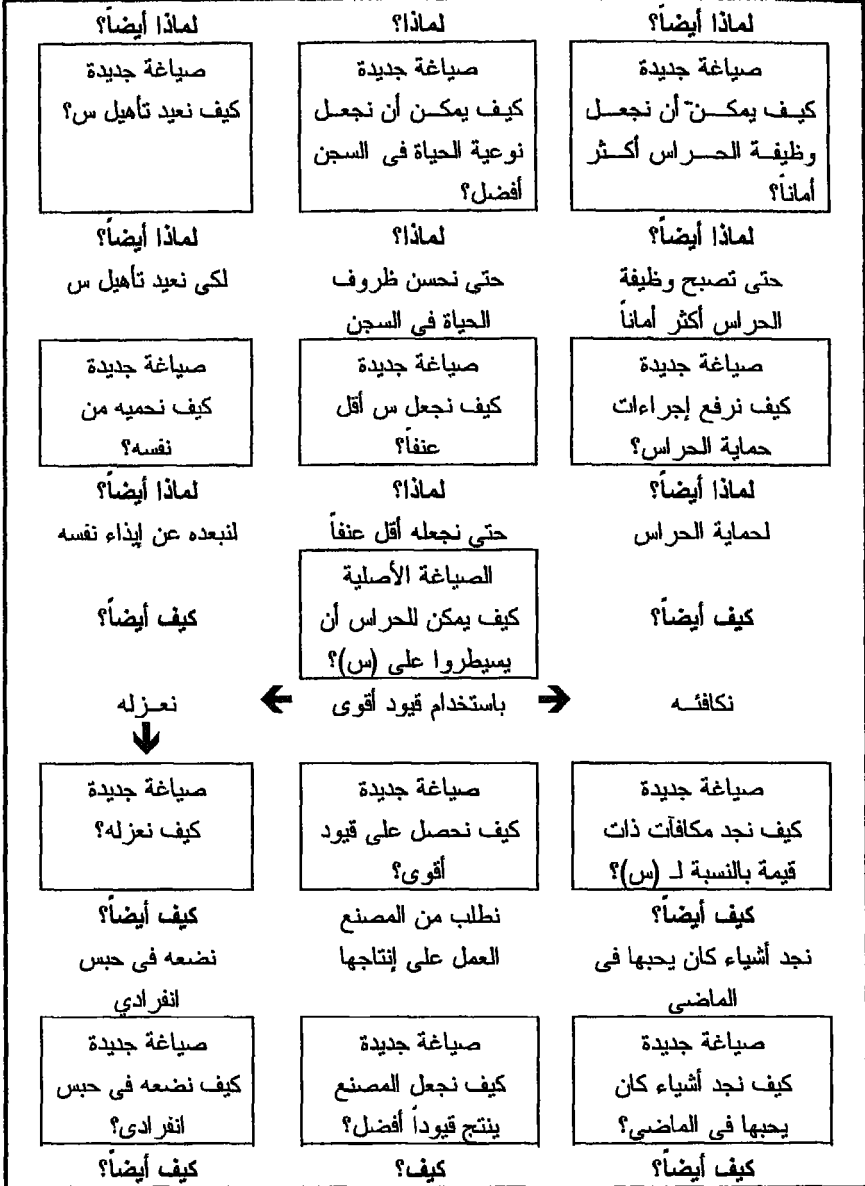 لماذا أيضاً؟
لماذا؟
لماذا أيضاً؟
صياغة جديدة
كيف يمكن أن نجعل
وظيفة الحراس أكثر
أماناً؟
صياغة جديدة
كيف يمكن أن نجعل
نوعية الحياة فى السجن
أفضل؟
صياغة جديدة
كيف نعيد تأهيل س؟
لماذا أيضاً؟
لماذا؟
لماذا أيضاً؟
حتى تصبح وظيفة
الحراس أكثر أماناً
حتي نحسن ظروف
الحياة فى السجن
لكى نعيد تأهيل س
صياغة جديدة
كيف نرفع إجراءات
حماية الحراس؟
صياغة جديدة
كيف نجعل س أقل
عنفاً؟
صياغة جديدة
كيف نحميه من
نفسه؟
لماذا أيضاً؟
لماذا؟
لماذا أيضاً؟
لحماية الحراس
حتي نجعله أقل عنفاً
لنبعده عن إيذاء نفسه
كيف أيضاً؟
الصياغة الأصلية
كيف يمكن للحراس أن
يسيطروا على (س)؟
كيف أيضاً؟
نكافئه
باستخدام قيود أقوى
نعزله
صياغة جديدة
كيف نجد مكافآت ذات
قيمة بالنسبة لـ (س)؟
صياغة جديدة
كيف نحصل على قيود
أقوى؟
صياغة جديدة
كيف نعزله؟
كيف أيضاً؟
نجد أشياء كان يحبها فى
الماضى
نطلب من المصنع
العمل على إنتاجها
كيف أيضاً؟
نضعه فى حبس
انفرادي
صياغة جديدة
كيف نجد أشياء كان
يحبها فى الماضى؟
صياغة جديدة
كيف نجعل المصنع
ينتج قيوداً أفضل؟
صياغة جديدة
كيف نضعه فى حبس
انفرادى؟
كيف أيضاً؟
كيف؟
كيف أيضاً؟